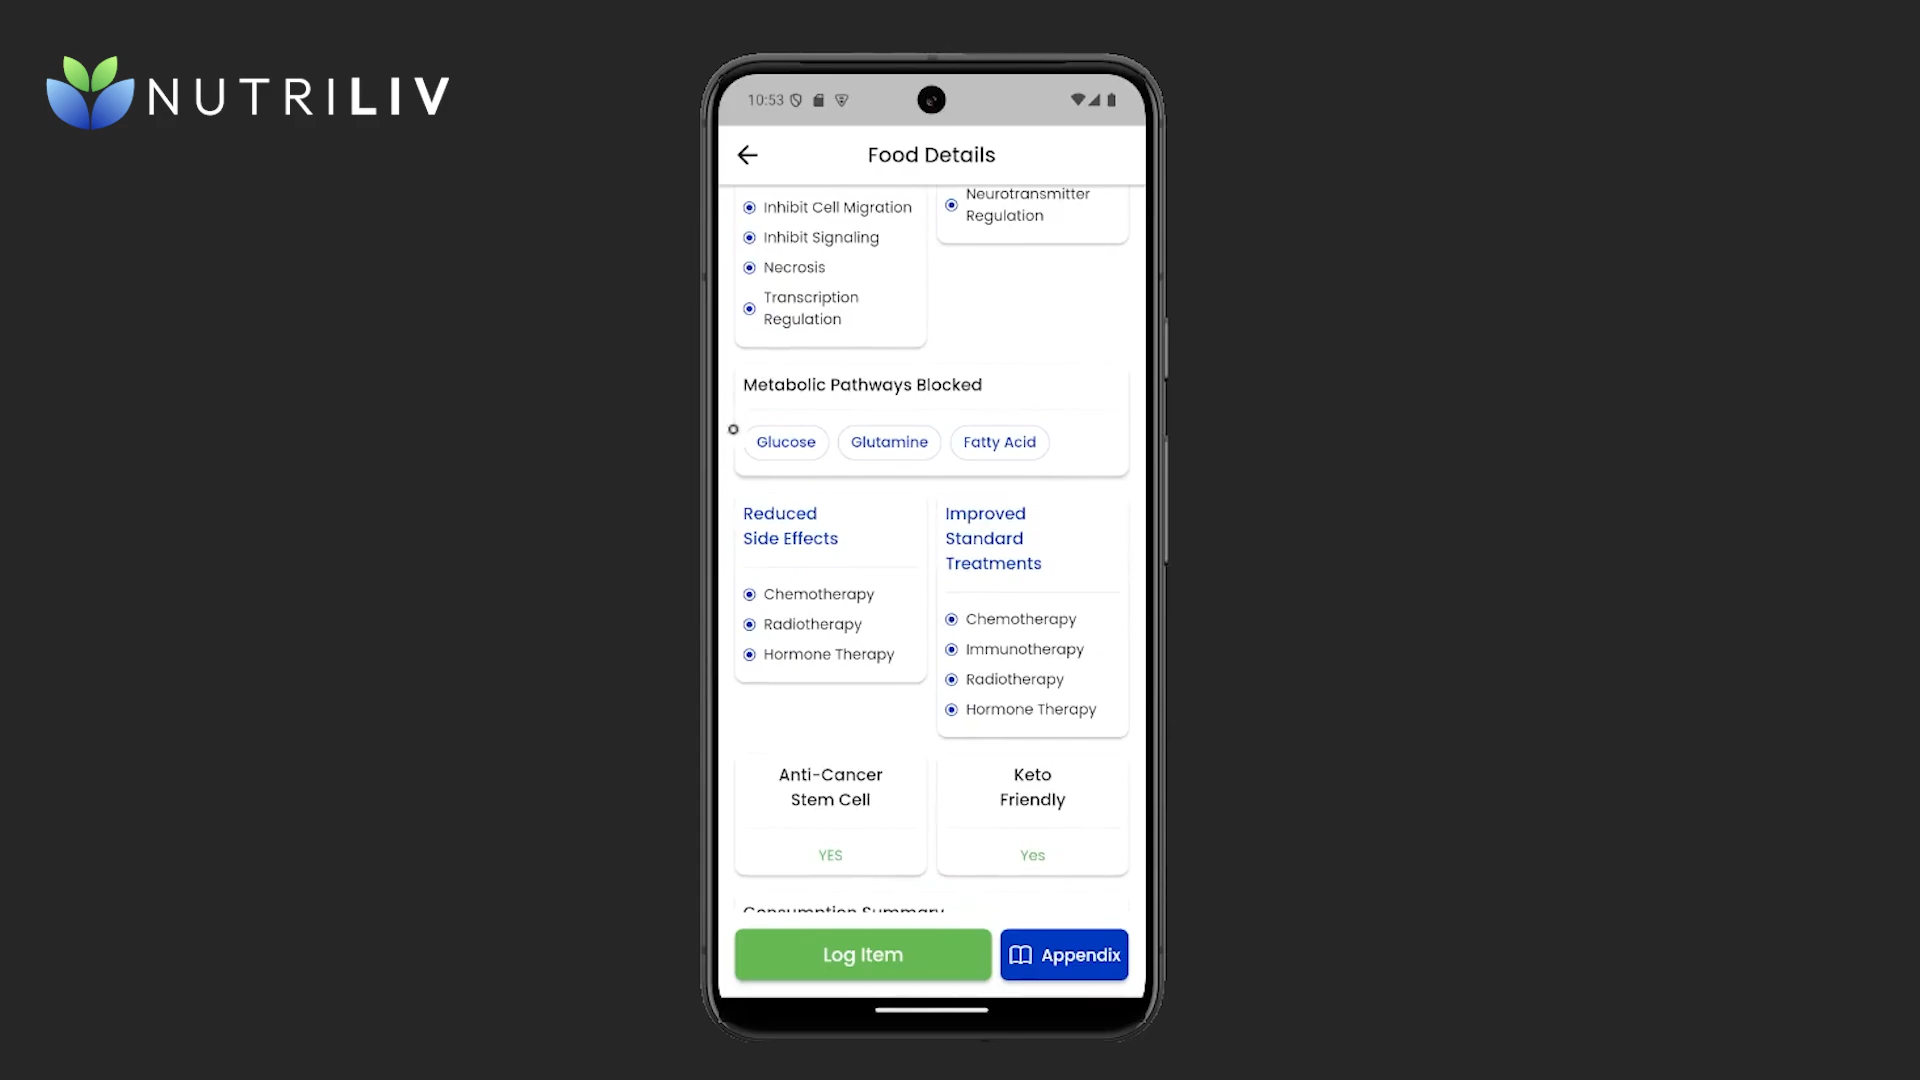 NUTRILIV
10:53
Food Details
Inhibit Cell Migration
Inhibit Signaling
Necrosis
Transcription
Regulation
Neurotransmitter
Regulation
Metabolic Pathways Blocked
Glucose
Glutamine
Fatty Acid
Reduced
Side Effects
Chemotherapy
Radiotherapy
Hormone Therapy
Improved
Standard
Treatments
Chemotherapy
Immunotherapy
Radiotherapy
Hormone Therapy
Anti-Cancer
Stem Cell
YES
Keto
Friendly
Yes
Consumption Summary
Log Item
Appendix